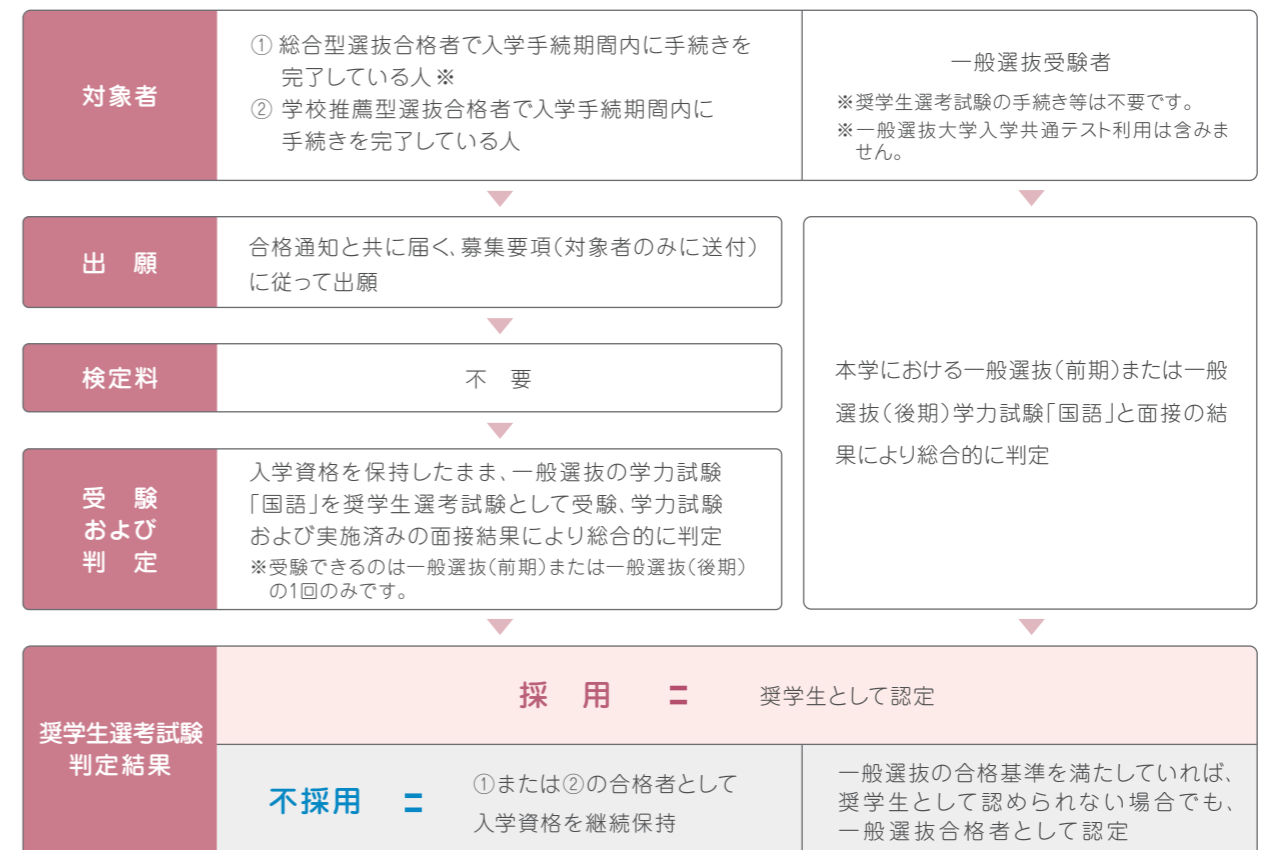 対象者
① 総合型選抜合格者で入学手続期間内に手続きを
完了している人※
② 学校推薦型選抜合格者で入学手続期間内に
手続きを完了している人
一般選抜受験者
※奨学生選考試験の手続き等は不要です。
※一般選抜大学入学共通テスト利用は含みま
せん。
出　願
合格通知と共に届く、募集要項（対象者のみに送付）
に従って出願
検定料
不　要
受　験
および
判　定
入学資格を保持したまま、一般選抜の学力試験
「国語」を奨学生選考試験として受験、学力試験
および実施済みの面接結果により総合的に判定
※受験できるのは一般選抜（前期）または一般選抜（後期）
の1回のみです。
本学における一般選抜（前期）または一般
選抜（後期）学力試験「国語」と面接の結
果により総合的に判定
奨学生選考試験
判定結果
採　用　＝　奨学生として認定
不採用　＝　①または②の合格者として
入学資格を継続保持
一般選抜の合格基準を満たしていれば、
奨学生として認められない場合でも、
一般選抜合格者として認定